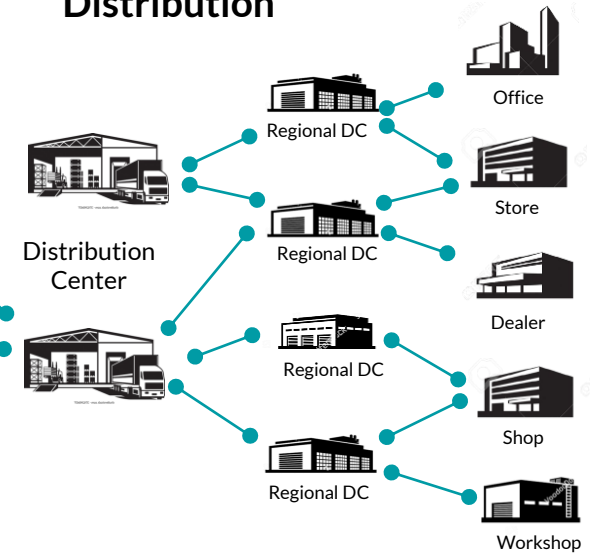 Distribution
Office
Regional DC
Store
Distribution
Center
Regional DC
Dealer
Regional DC
Shop
Regional DC
Workshop